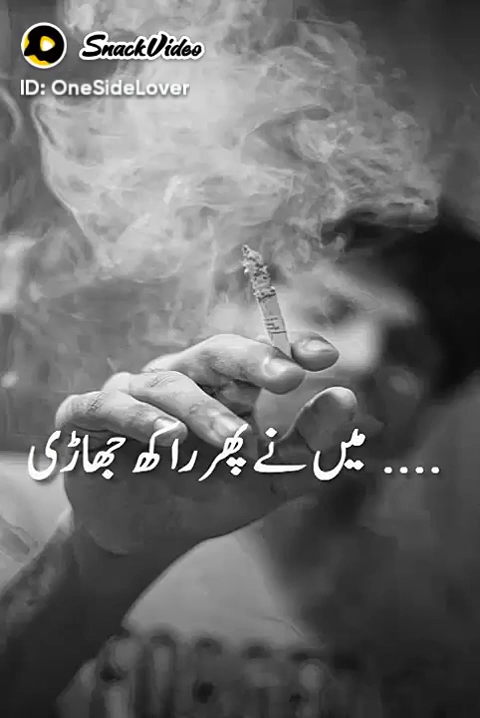 SnackVideo
ID: OneSideLover
.... میں نے پھر راکھ جھاڑی